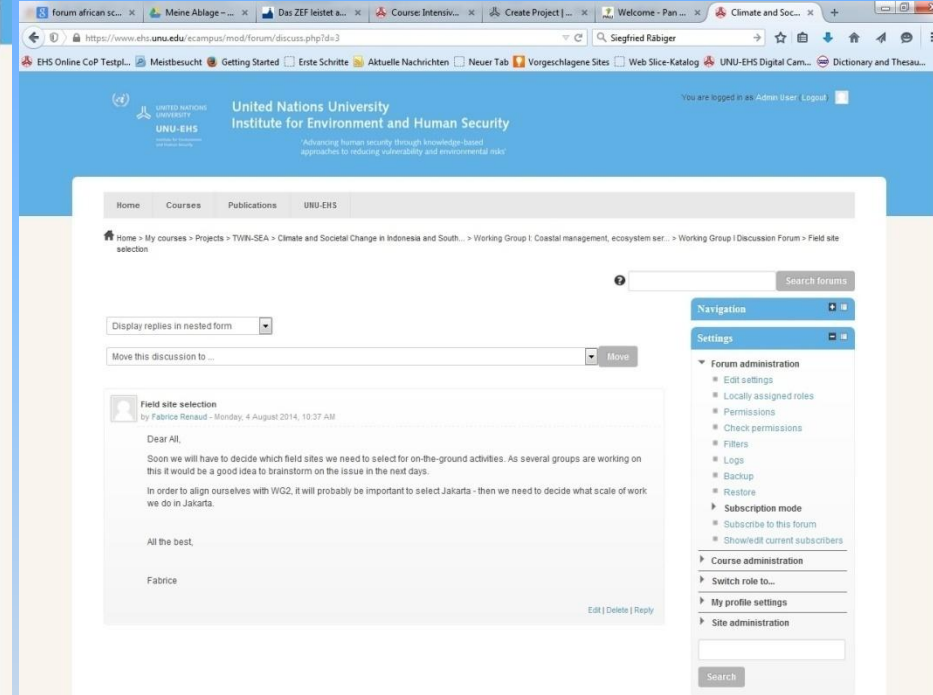 forum african sc...
Meine Ablage – ...
Das ZEF leistet a...
Course: Intensiv...
Create Project | ...
Welcome - Pan ...
Climate and Soc...
https://www.ehs.unu.edu/ecampus/mod/forum/discuss.php?d=3
Siegfried Räbiger
EHS Online CoP Testpl... Meistbesucht Getting Started Erste Schritte Aktuelle Nachrichten Neuer Tab Vorgeschlagene Sites Web Slice-Katalog UNU-EHS Digital Cam... Dictionary and Thesau...
UNITED NATIONS
UNIVERSITY
UNU-EHS
Institute for Environment
and Human Security
United Nations University
Institute for Environment and Human Security
'Advancing human security through knowledge-based
approaches to reducing vulnerability and environmental risks'
You are logged in as Admin User (Logout)
Home Courses Publications UNU-EHS
Home > My courses > Projects > TWIN-SEA > Climate and Societal Change in Indonesia and South... > Working Group I: Coastal management, ecosystem ser... > Working Group I Discussion Forum > Field site
selection
Search forums
Display replies in nested form
Move this discussion to ...
Move
Field site selection
by Fabrice Renaud - Monday, 4 August 2014, 10:37 AM
Dear All,
Soon we will have to decide which field sites we need to select for on-the-ground activities. As several groups are working on
this it would be a good idea to brainstorm on the issue in the next days.
In order to align ourselves with WG2, it will probably be important to select Jakarta - then we need to decide what scale of work
we do in Jakarta.
All the best,
Fabrice
Edit | Delete | Reply
Navigation
Settings
Forum administration
Edit settings
Locally assigned roles
Permissions
Check permissions
Filters
Logs
Backup
Restore
Subscription mode
Subscribe to this forum
Show/edit current subscribers
Course administration
Switch role to...
My profile settings
Site administration
Search